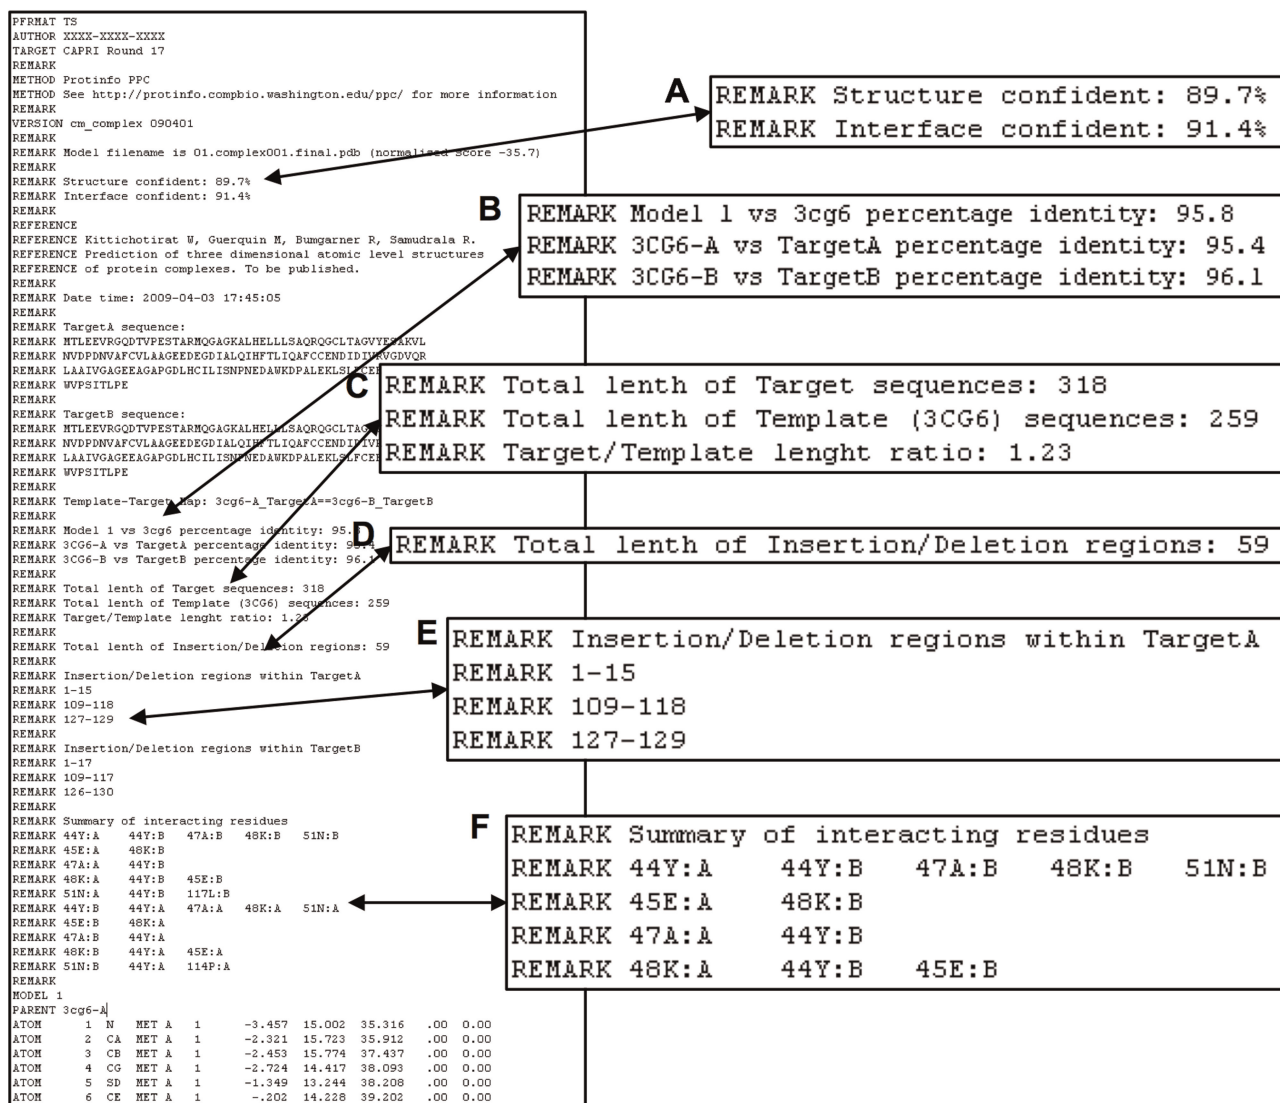 PFRMAT TS
AUTHOR XXXX-XXXX-XXXX
TARGET CAPRI Round 17
REMARK
METHOD Protinfo PPC
METHOD See http://protinfo.compbio.washington.edu/ppc/ for more information
REMARK
VERSION cm_complex 090401
REMARK
REMARK Model filename is 01.complex001.final.pdb (normalised score -35.7)
REMARK
REMARK Structure confident: 89.7%
REMARK Interface confident: 91.4%
REMARK
REFERENCE
REFERENCE Kittichotirat W, Guerquin M, Bumgarner R, Samudrala R.
REFERENCE Prediction of three dimensional atomic level structures
REFERENCE of protein complexes. To be published.
REMARK
REMARK Date time: 2009-04-03 17:45:05
REMARK
REMARK TargetA sequence:
REMARK MTLEEVRGQDTVPESTARMQGAGKALHELLLSAQRQGCLTAGVYESAKVL
REMARK NVDPDNVAFCVLAAGEEDEGDIALQIHFTLIQAFCCENDIDIVRVGDVQR
REMARK LAAIVGAGEEAGAPGDLHCILISNPNEDAWKDPALEKLSLFCEE
REMARK WVPSITLPE
REMARK
REMARK TargetB sequence:
REMARK MTLEEVRGQDTVPESTARMQGAGKALHELLLSAQRQGCLTAG
REMARK NVDPDNVAFCVLAAGEEDEGDIALQIHFTLIQAFCCENDIDIV
REMARK LAAIVGAGEEAGAPGDLHCILISNPNEDAWKDPALEKLSLFCEE
REMARK WVPSITLPE
REMARK
REMARK Template-Target Map: 3cg6-A_TargetA==3cg6-B_TargetB
REMARK
REMARK Model 1 vs 3cg6 percentage identity: 95.8
REMARK 3CG6-A vs TargetA percentage identity: 95.4
REMARK 3CG6-B vs TargetB percentage identity: 96.1
REMARK
REMARK Total lenth of Target sequences: 318
REMARK Total lenth of Template (3CG6) sequences: 259
REMARK Target/Template lenght ratio: 1.23
REMARK
REMARK Total lenth of Insertion/Deletion regions: 59
REMARK
REMARK Insertion/Deletion regions within TargetA
REMARK 1-15
REMARK 109-118
REMARK 127-129
REMARK
REMARK Insertion/Deletion regions within TargetB
REMARK 1-17
REMARK 109-117
REMARK 126-130
REMARK
REMARK Summary of interacting residues
REMARK 44Y:A 44Y:B 47A:B 48K:B 51N:B
REMARK 45E:A 48K:B
REMARK 47A:A 44Y:B
REMARK 48K:A 44Y:B 45E:B
REMARK 51N:A 44Y:B 117L:B
REMARK 44Y:B 44Y:A 47A:A 48K:A 51N:A
REMARK 45E:B 48K:A
REMARK 47A:B 44Y:A
REMARK 48K:B 44Y:A 45E:A
REMARK 51N:B 44Y:A 114P:A
REMARK
MODEL 1
PARENT 3cg6-A
ATOM 1 N MET A 1 -3.457 15.002 35.316 .00 0.00
ATOM 2 CA MET A 1 -2.321 15.723 35.912 .00 0.00
ATOM 3 CB MET A 1 -2.453 15.774 37.437 .00 0.00
ATOM 4 CG MET A 1 -2.724 14.417 38.093 .00 0.00
ATOM 5 SD MET A 1 -1.349 13.244 38.208 .00 0.00
ATOM 6 CE MET A 1 -.202 14.228 39.202 .00 0.00
A
REMARK Structure confident: 89.7%
REMARK Interface confident: 91.4%
B
REMARK Model 1 vs 3cg6 percentage identity: 95.8
REMARK 3CG6-A vs TargetA percentage identity: 95.4
REMARK 3CG6-B vs TargetB percentage identity: 96.1
C
REMARK Total lenth of Target sequences: 318
REMARK Total lenth of Template (3CG6) sequences: 259
REMARK Target/Template lenght ratio: 1.23
D
REMARK Total lenth of Insertion/Deletion regions: 59
E
REMARK Insertion/Deletion regions within TargetA
REMARK 1-15
REMARK 109-118
REMARK 127-129
F
REMARK Summary of interacting residues
REMARK 44Y:A 44Y:B 47A:B 48K:B 51N:B
REMARK 45E:A 48K:B
REMARK 47A:A 44Y:B
REMARK 48K:A 44Y:B 45E:B